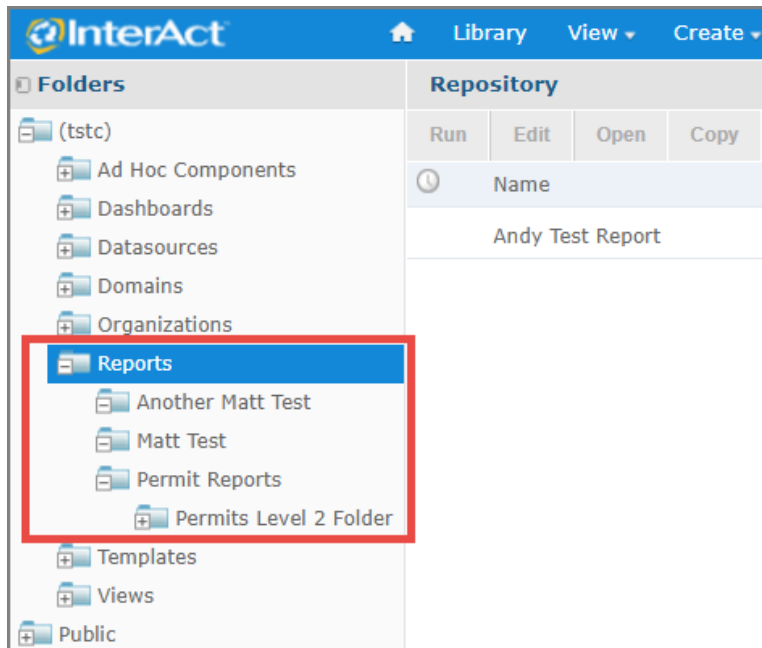 InterAct Library View Create
Folders
(tstc)
Ad Hoc Components
Dashboards
Datasources
Domains
Organizations
Reports
Another Matt Test
Matt Test
Permit Reports
Permits Level 2 Folder
Templates
Views
Public
Repository
Run Edit Open Copy
Name
Andy Test Report